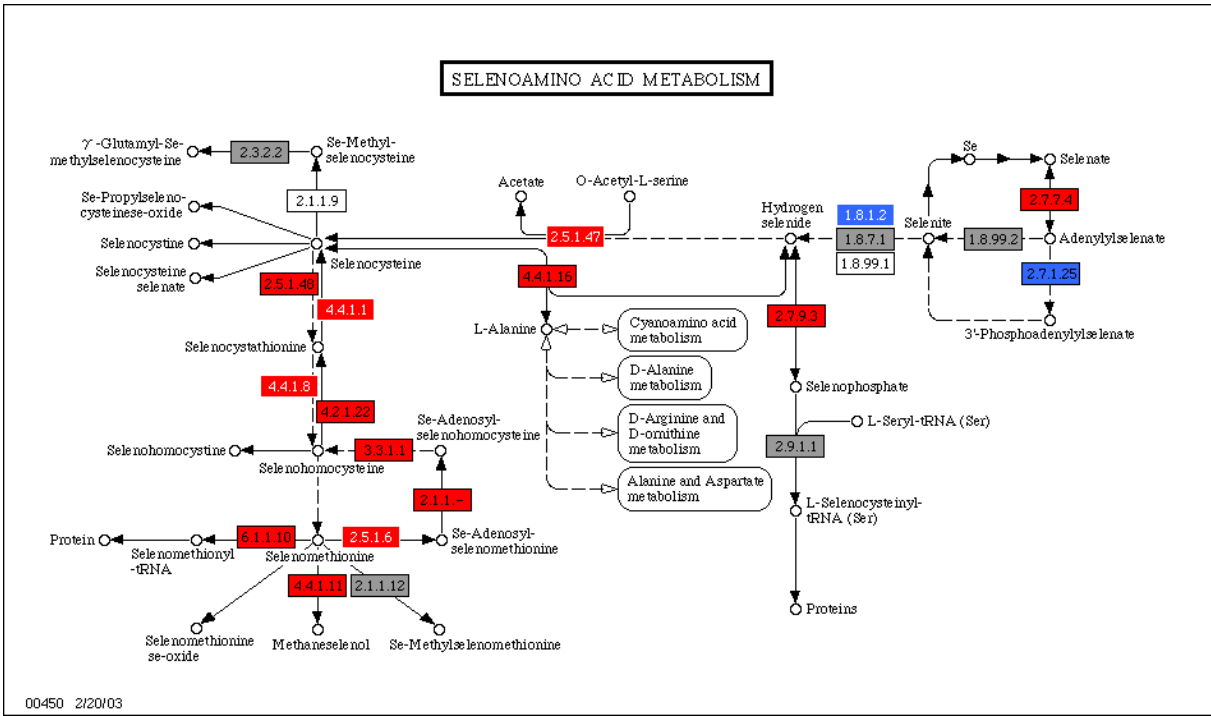 SELENOAMINO ACID METABOLISM
γ-Glutamyl-Se-
methylselenocysteine
2.3.2.2
Se-Methyl-
selenocysteine
Se
Selenate
Se-Propylseleno-
cysteinese-oxide
2.1.1.9
Acetate
O-Acetyl-L-serine
2.7.7.4
Hydrogen
selenide
1.8.1.2
Selenite
Selenocystine
2.5.1.47
1.8.7.1
1.8.99.2
Adenylylselenate
Selenocysteine
1.8.99.1
Selenocysteine
selenate
2.5.1.48
4.4.1.16
2.7.1.25
4.4.1.1
2.7.9.3
L-Alanine
Cyanoamino acid
metabolism
3'-Phosphoadenylylselenate
Selenocystathionine
D-Alanine
metabolism
Selenophosphate
4.4.1.8
4.2.1.22
Se-Adenosyl-
selenohomocysteine
D-Arginine and
D-ornithine
metabolism
L-Seryl-tRNA (Ser)
Selenohomocystine
3.3.1.1
2.9.1.1
Selenohomocysteine
Alanine and Aspartate
metabolism
2.1.1.-
L-Selenocysteinyl-
tRNA (Ser)
Protein
6.1.1.10
2.5.1.6
Se-Adenosyl-
selenomethionine
Selenomethionyl
-tRNA
Selenomethionine
4.4.1.11
2.1.1.12
Proteins
Selenomethionine
se-oxide
Methaneselenol
Se-Methylselenomethionine
00450 2/20/03